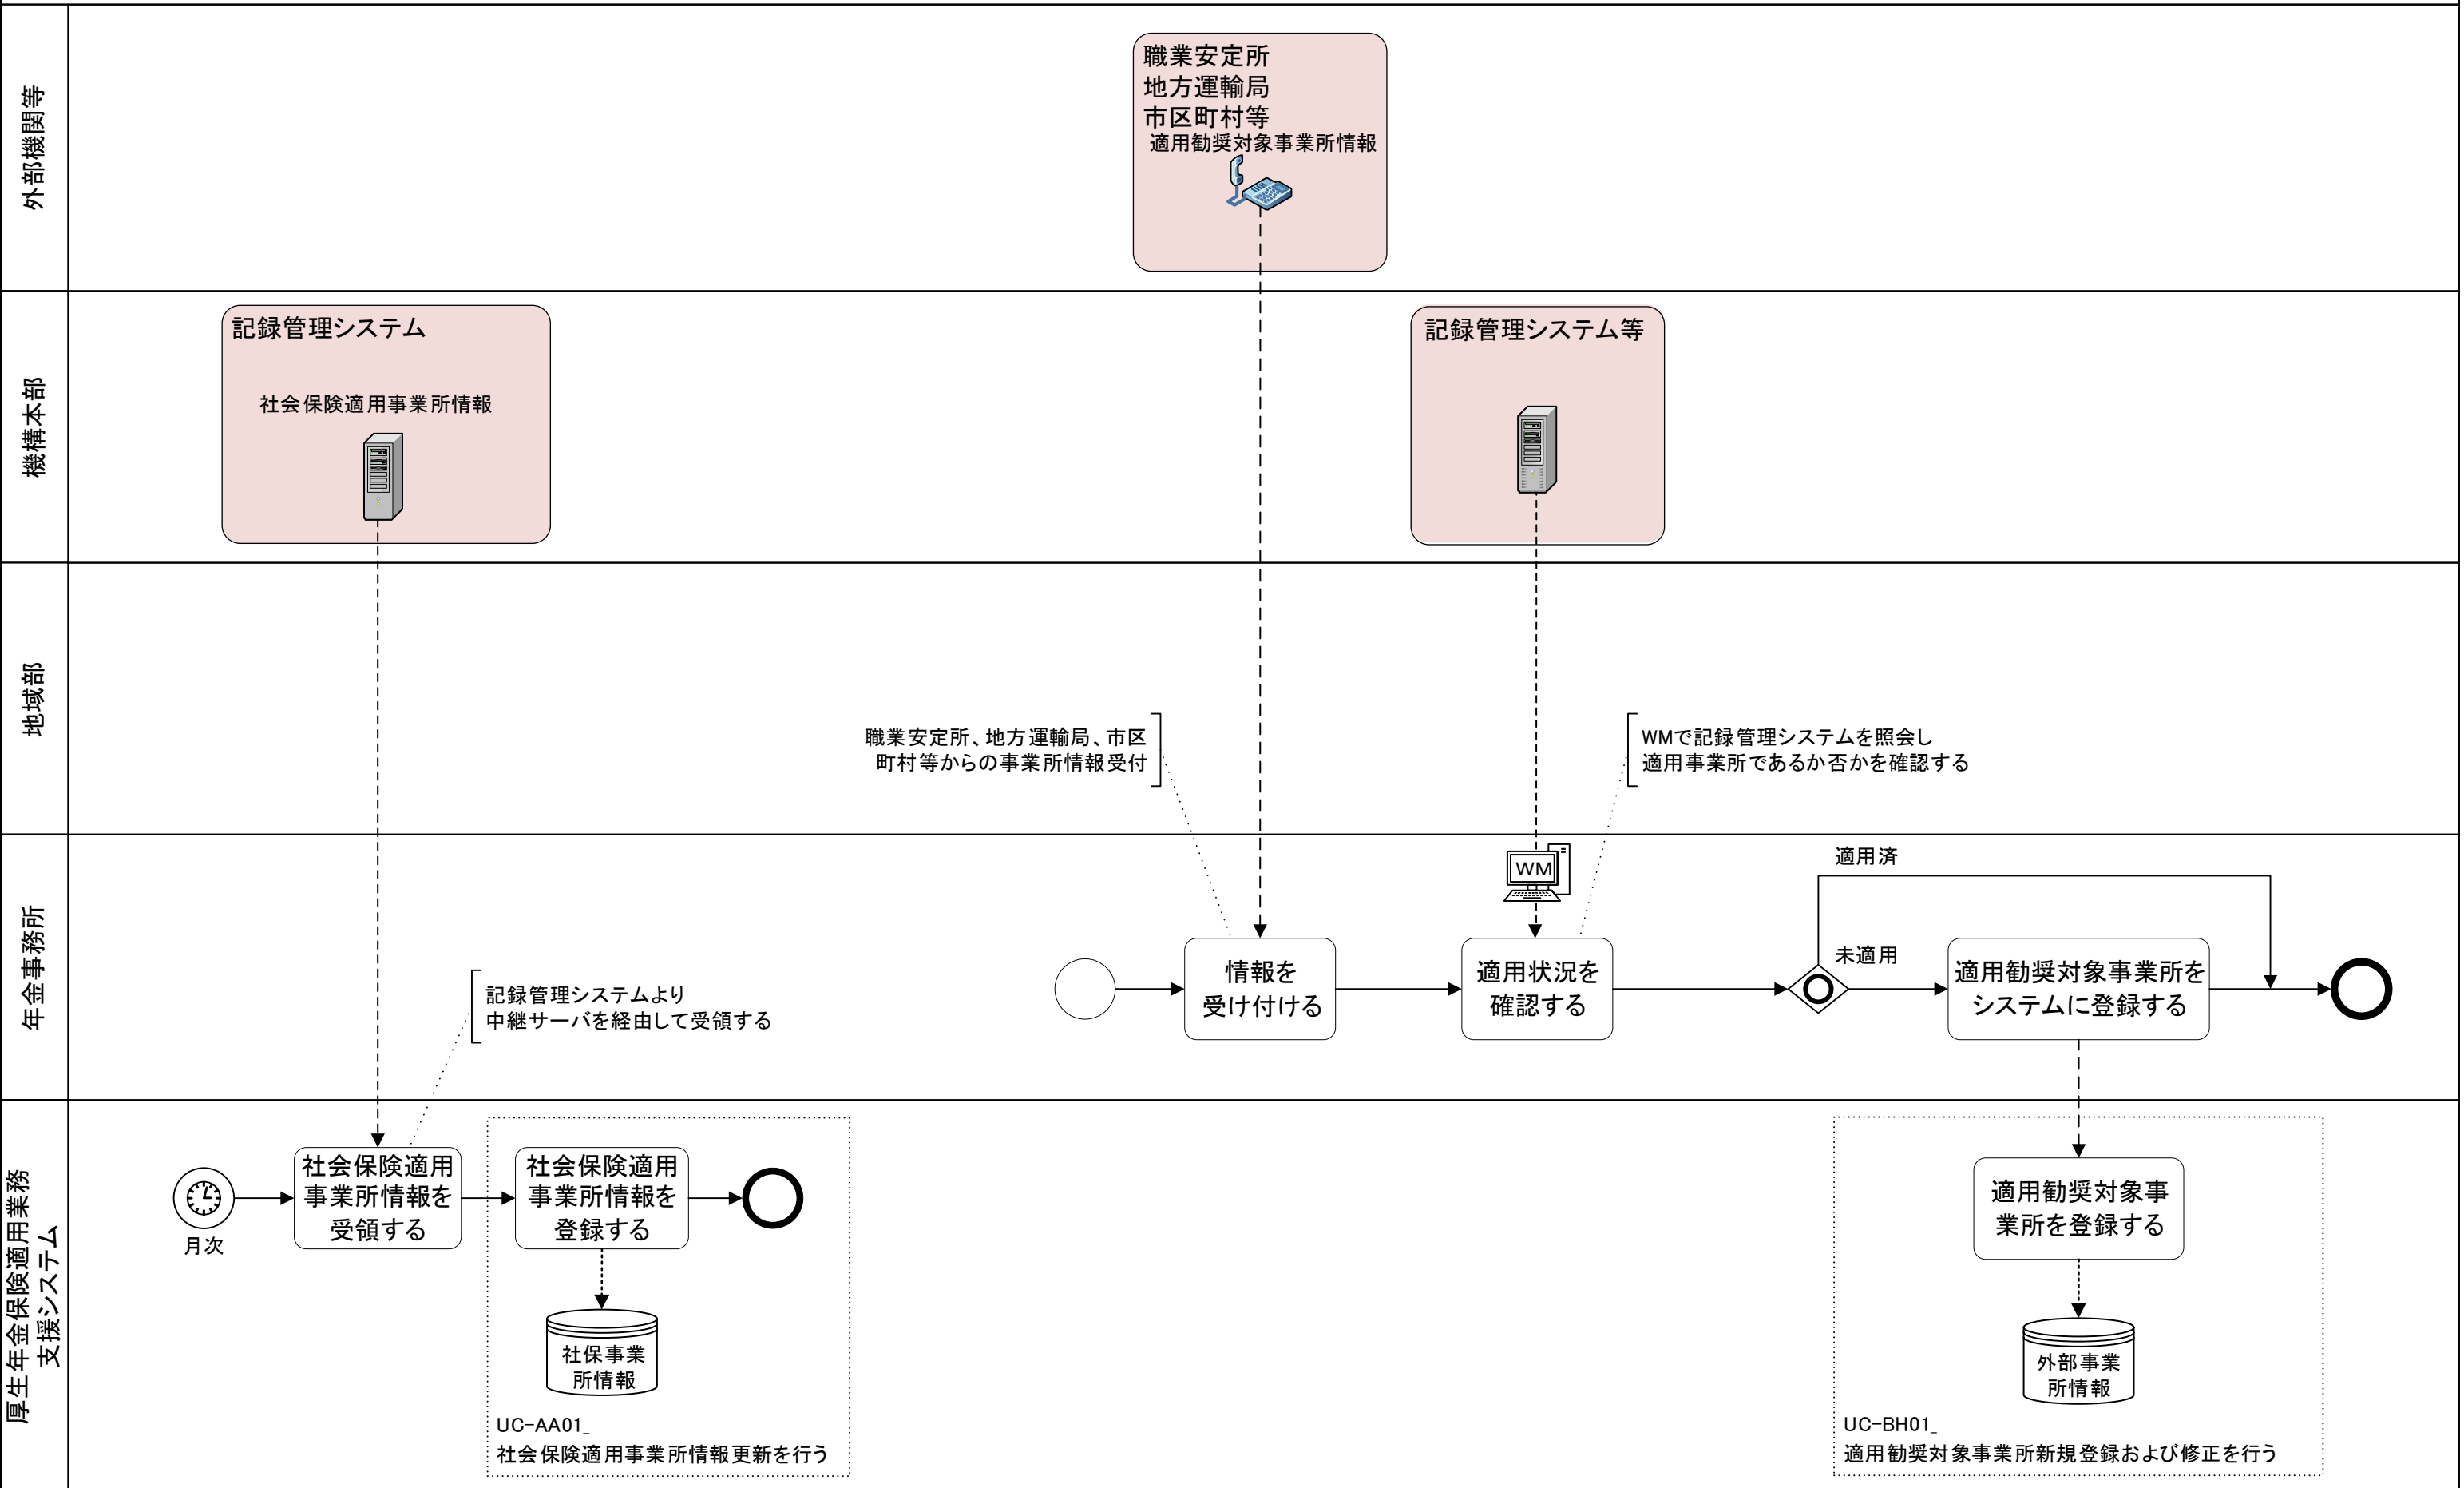 外部機関等
職業安定所
地方運輸局
市区町村等
適用勧奨対象事業所情報
機構本部
記録管理システム
社会保険適用事業所情報
記録管理システム等
地域部
職業安定所、地方運輸局、市区
町村等からの事業所情報受付
WMで記録管理システムを照会し
適用事業所であるか否かを確認する
年金事務所
記録管理システムより
中継サーバを経由して受領する
情報を
受け付ける
WM
適用状況を
確認する
適用済
未適用
適用勧奨対象事業所を
システムに登録する
厚生年金保険適用業務
支援システム
月次
社会保険適用
事業所情報を
受領する
社会保険適用
事業所情報を
登録する
社保事業
所情報
UC-AA01_
社会保険適用事業所情報更新を行う
適用勧奨対象事
業所を登録する
外部事業
所情報
UC-BH01_
適用勧奨対象事業所新規登録および修正を行う